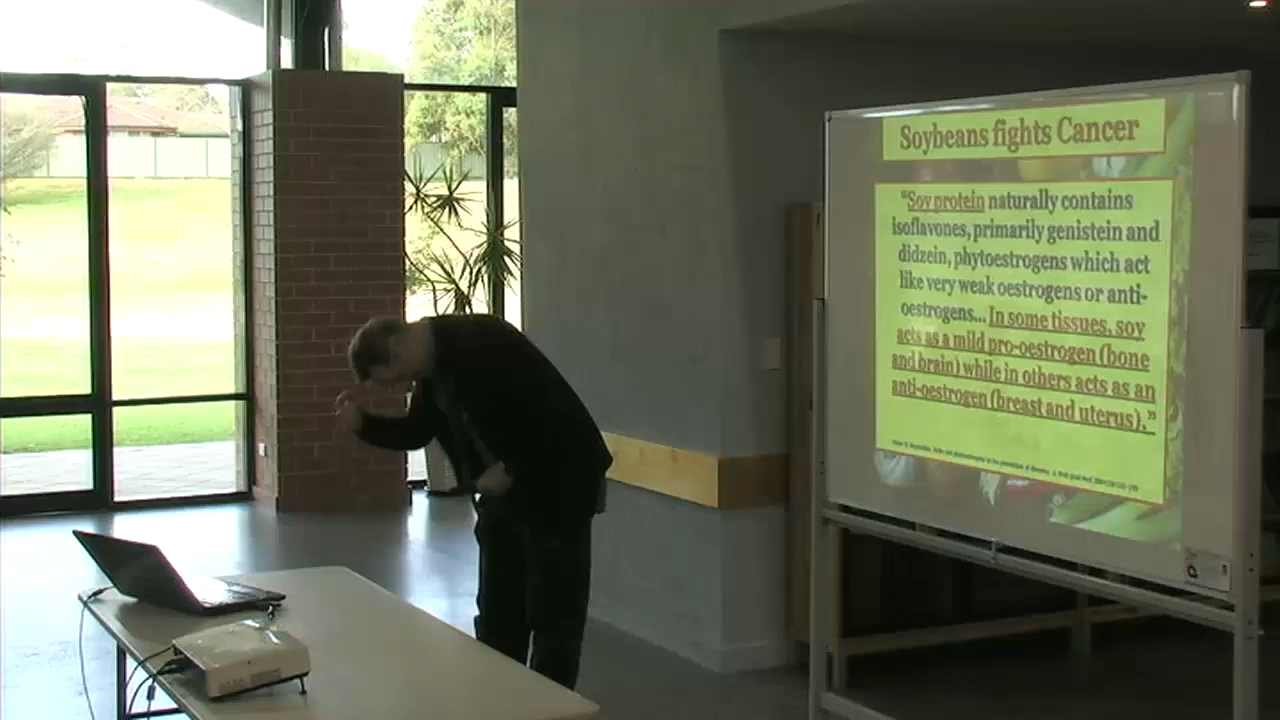 Soybeans fights Cancer
"Soy protein naturally contains
isoflavones, primarily genistein and
didzein, phytoestrogens which act
like very weak oestrogens or anti-
oestrogens... In some tissues, soy
acts as a mild pro-oestrogen (bone
and brain) while in others acts as an
anti-oestrogen (breast and uterus)."